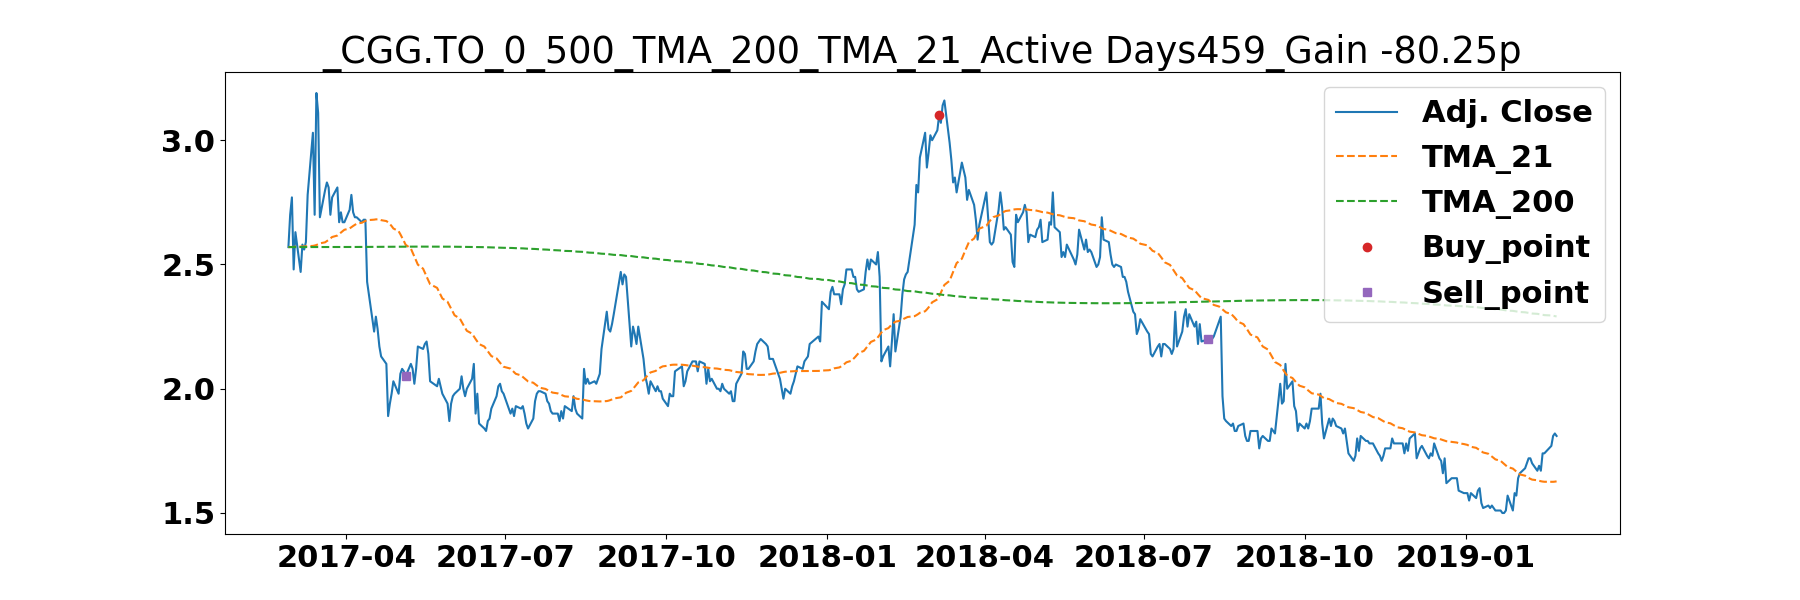 _CGG.TO_0_500_TMA_200_TMA_21_Active Days459_Gain -80.25p
3.0
2.5
2.0
1.5
Adj. Close
TMA_21
TMA_200
Buy_point
Sell_point
2017-04 2017-07 2017-10 2018-01 2018-04 2018-07 2018-10 2019-01